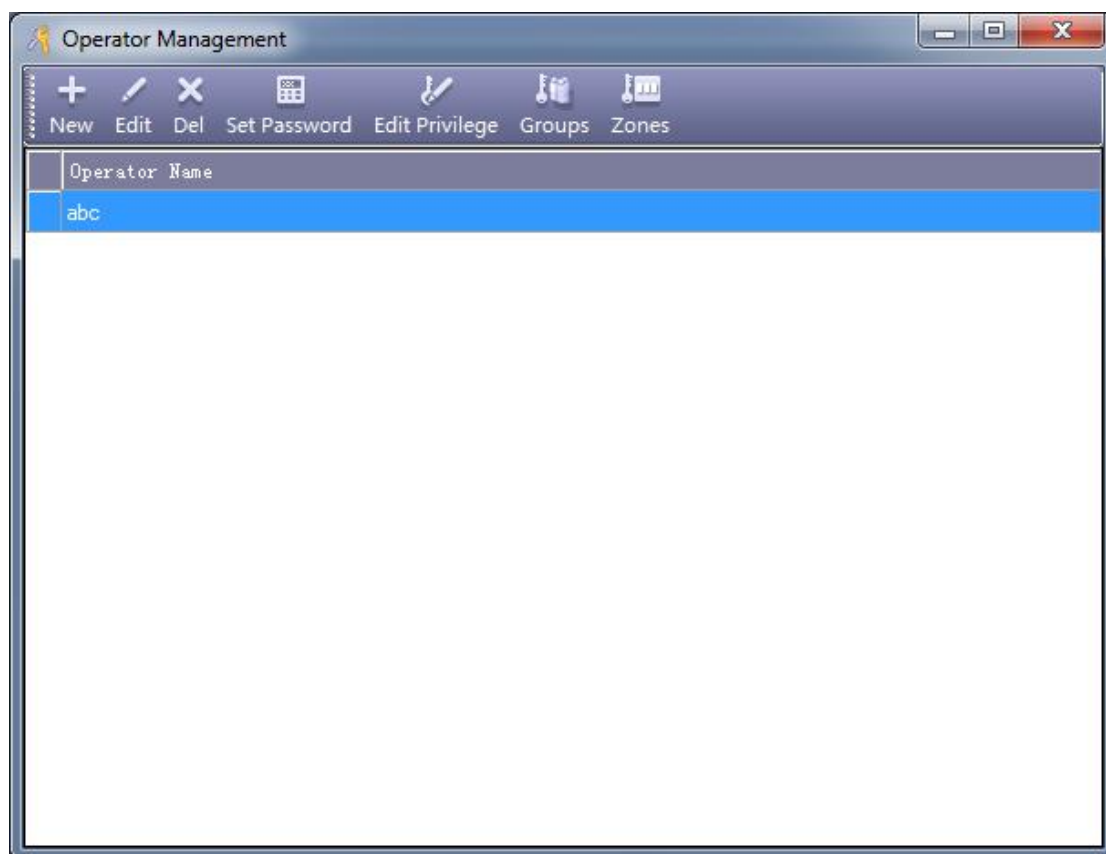 Operator Management
New Edit Del Set Password Edit Privilege Groups Zones
Operator Name
abc